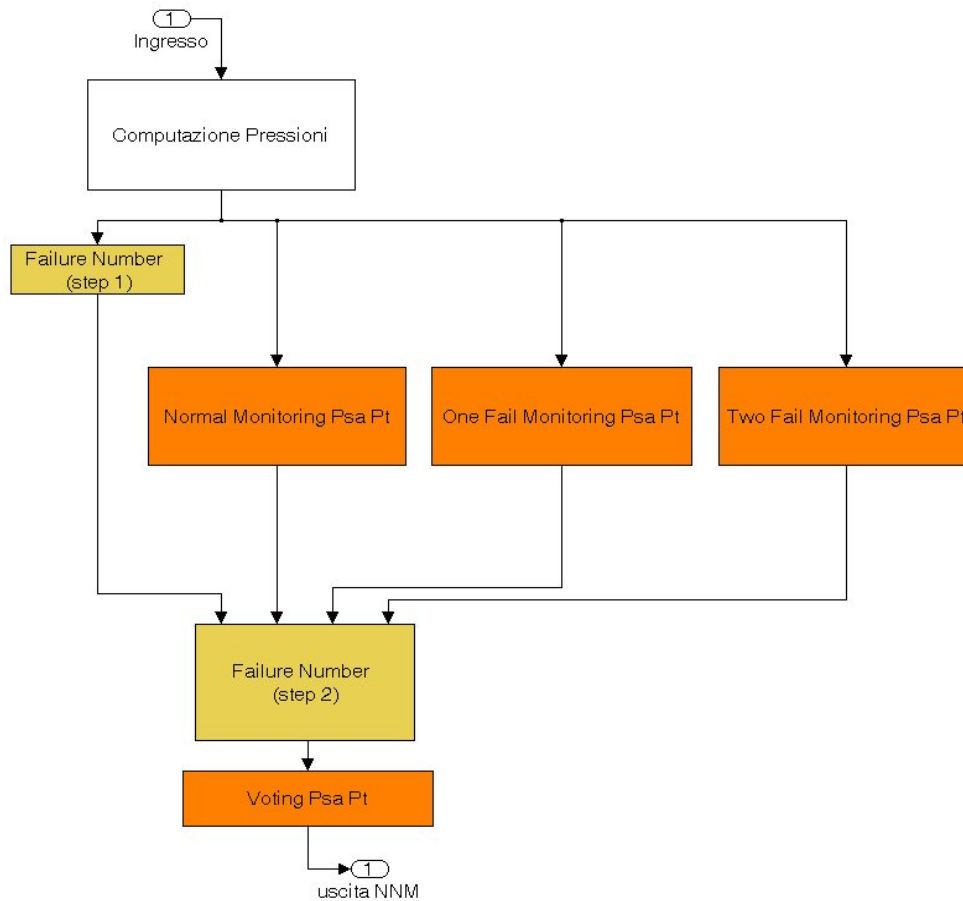 1
Ingresso
Computazione Pressioni
Failure Number
(step 1)
Normal Monitoring Psa Pt
One Fail Monitoring Psa Pt
Two Fail Monitoring Psa Pt
Failure Number
(step 2)
Voting Psa Pt
1
uscita NNM